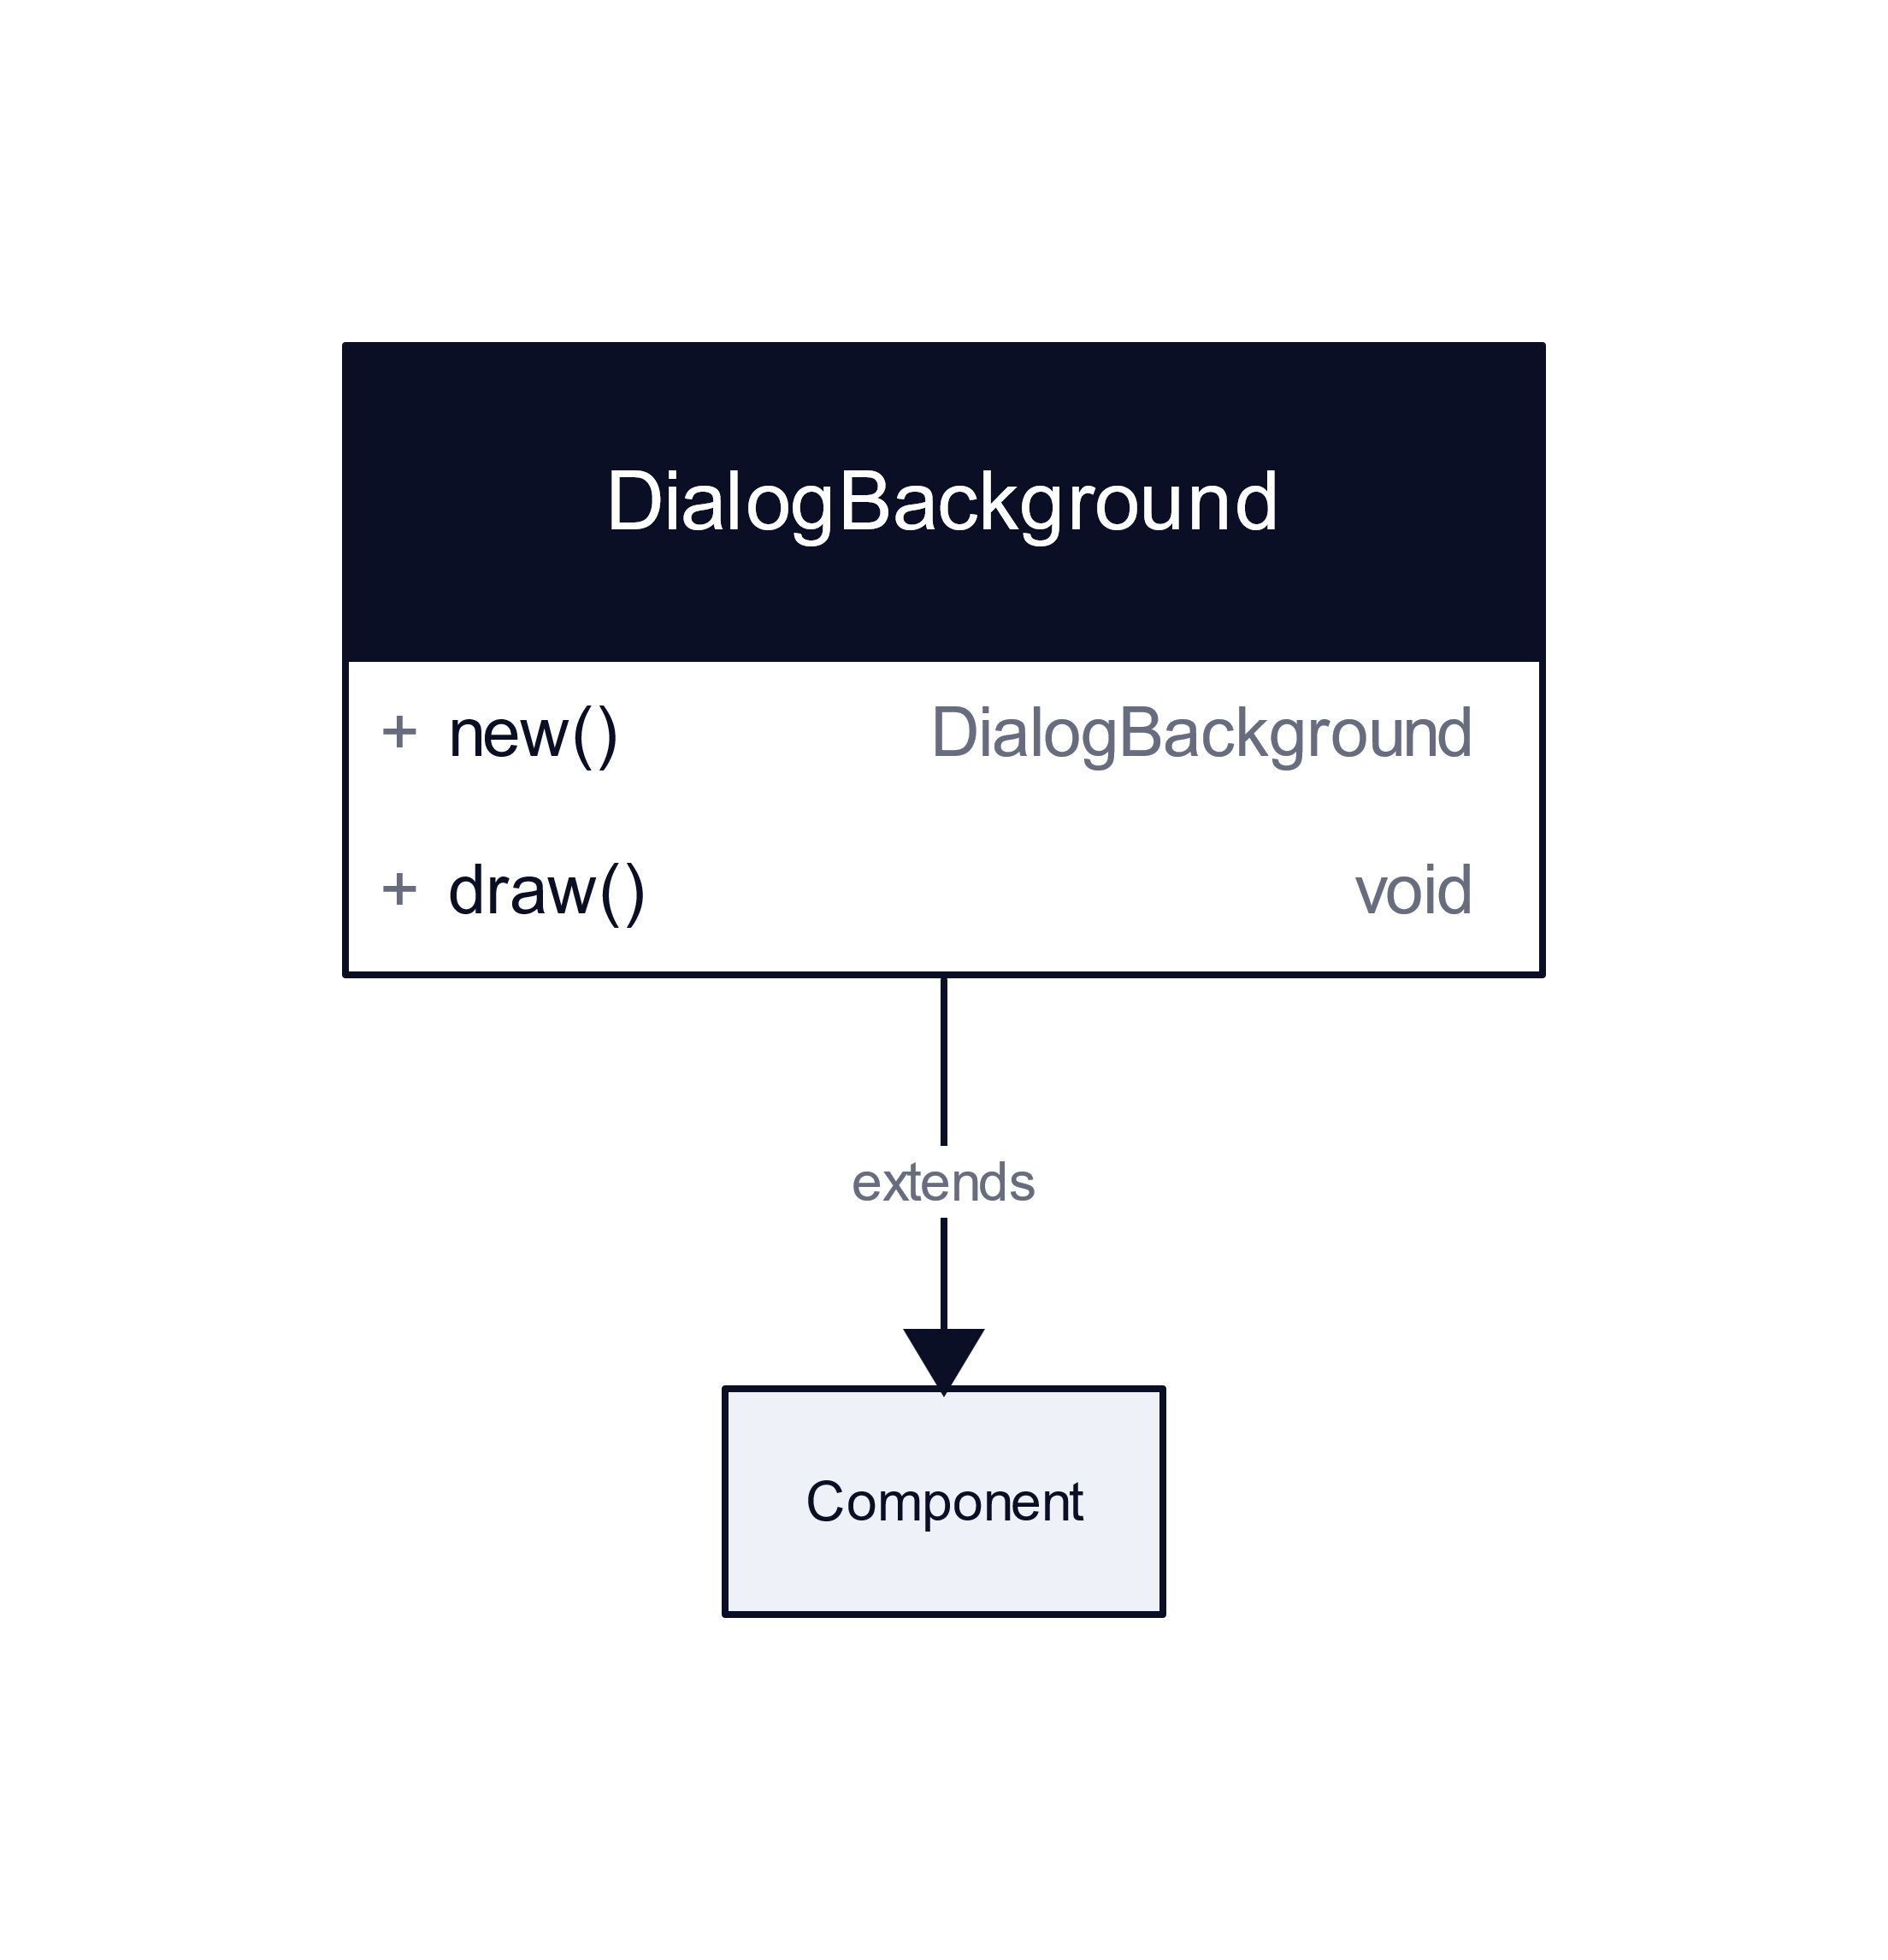 DialogBackground
+ new() DialogBackground
+ draw() void
extends
Component